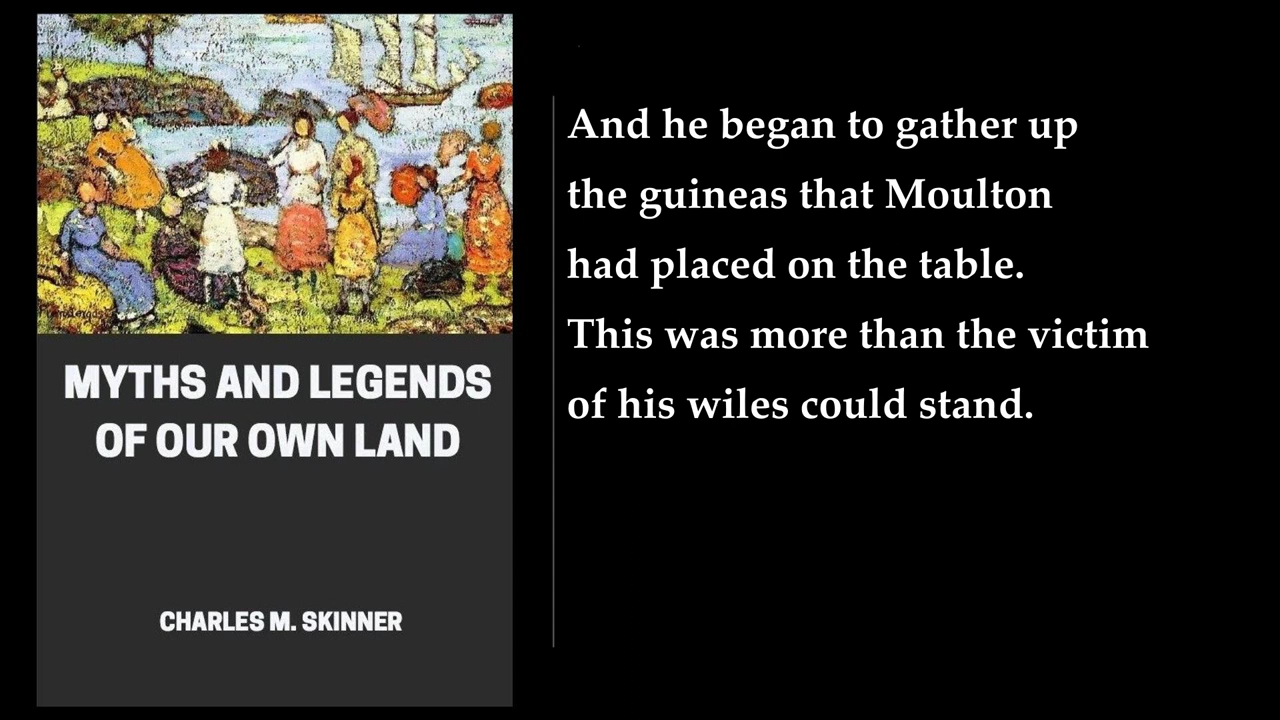 MYTHS AND LEGENDS
OF OUR OWN LAND
CHARLES M. SKINNER
And he began to gather up
the guineas that Moulton
had placed on the table.
This was more than the victim
of his wiles could stand.